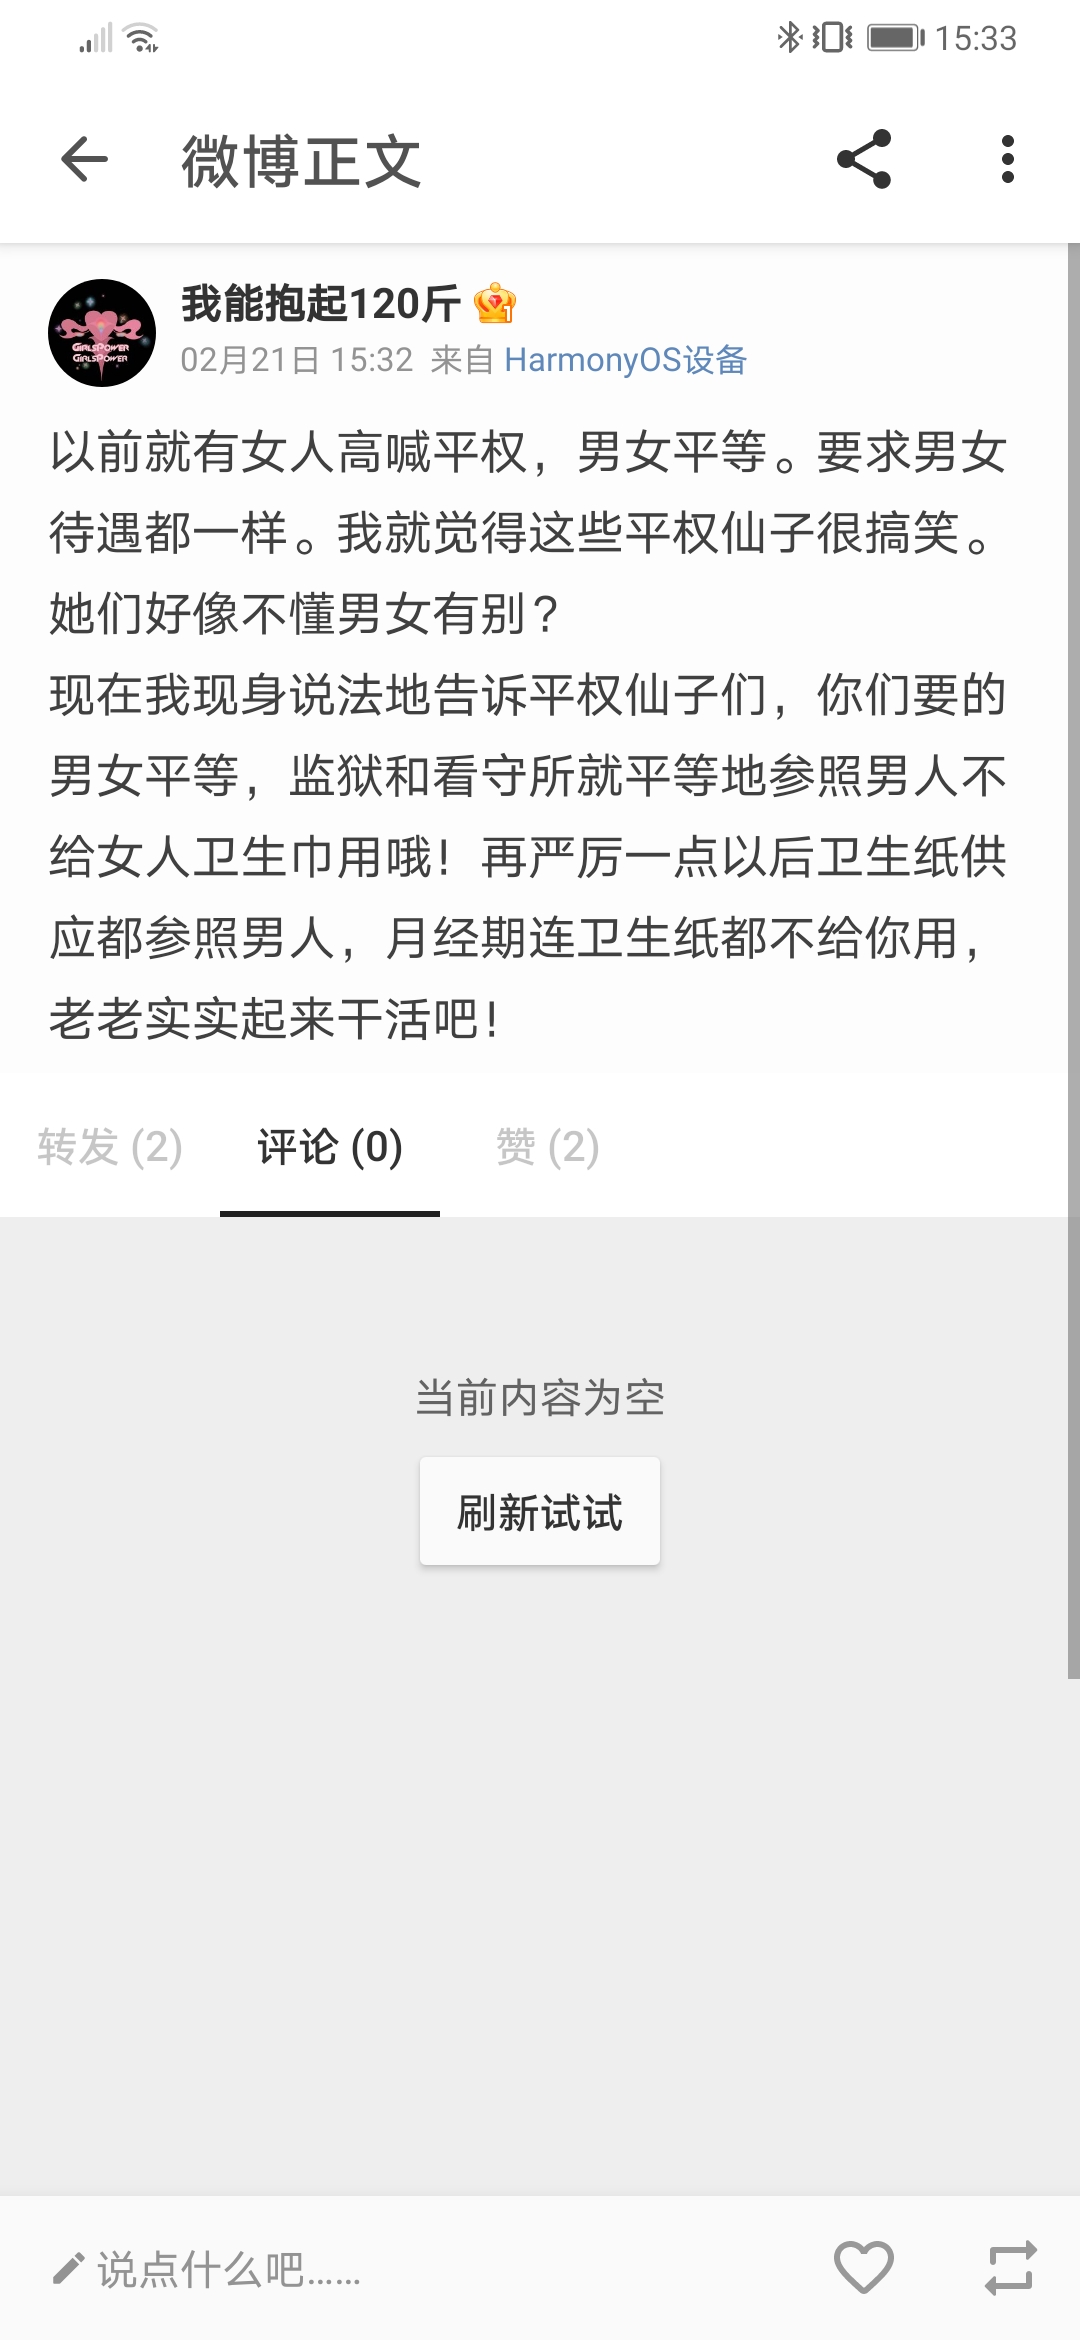 15:33
微博正文
我能抱起120斤
02月21日 15:32 来自 HarmonyOS设备
GIRLSPOWER
GIRLSPOWER
以前就有女人高喊平权，男女平等。要求男女
待遇都一样。我就觉得这些平权仙子很搞笑。
她们好像不懂男女有别？
现在我现身说法地告诉平权仙子们，你们要的
男女平等，监狱和看守所就平等地参照男人不
给女人卫生巾用哦！再严厉一点以后卫生纸供
应都参照男人，月经期连卫生纸都不给你用，
老老实实起来干活吧！
转发 (2) 评论 (0) 赞 (2)
当前内容为空
刷新试试
说点什么吧......